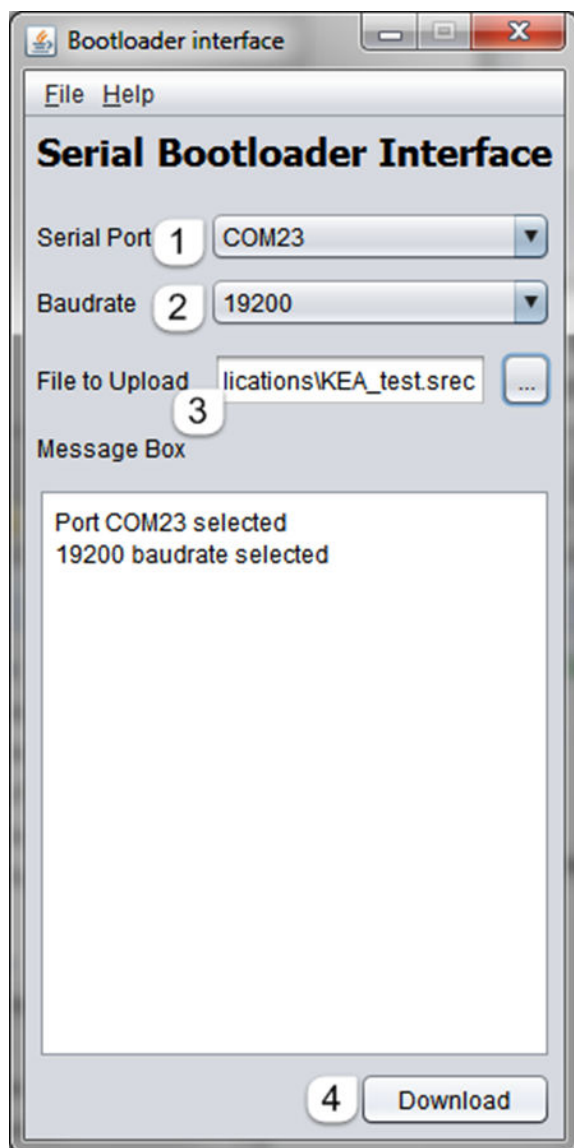 Bootloader interface
File Help
Serial Bootloader Interface
Serial Port 1 COM23
Baudrate 2 19200
File to Upload lications\KEA_test.srec ...
3
Message Box
Port COM23 selected
19200 baudrate selected
4 Download